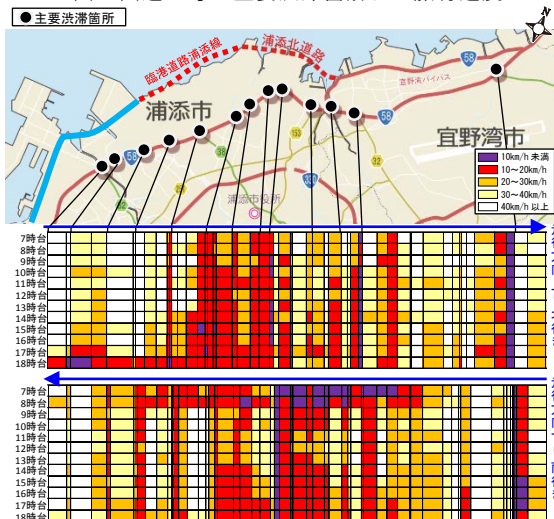 ●主要渋滞箇所
N
臨港道路浦添線
浦添北道路
58
宜野湾バイパス
浦添市
58
宜野湾市
58
153
38
32
330
浦添市役所
10km/h 未満
10～20km/h
20～30km/h
30～40km/h
40km/h 以上
7時台
8時台
9時台
10時台
11時台
12時台
13時台
14時台
15時台
16時台
17時台
18時台
7時台
8時台
9時台
10時台
11時台
12時台
13時台
14時台
15時台
16時台
17時台
18時台